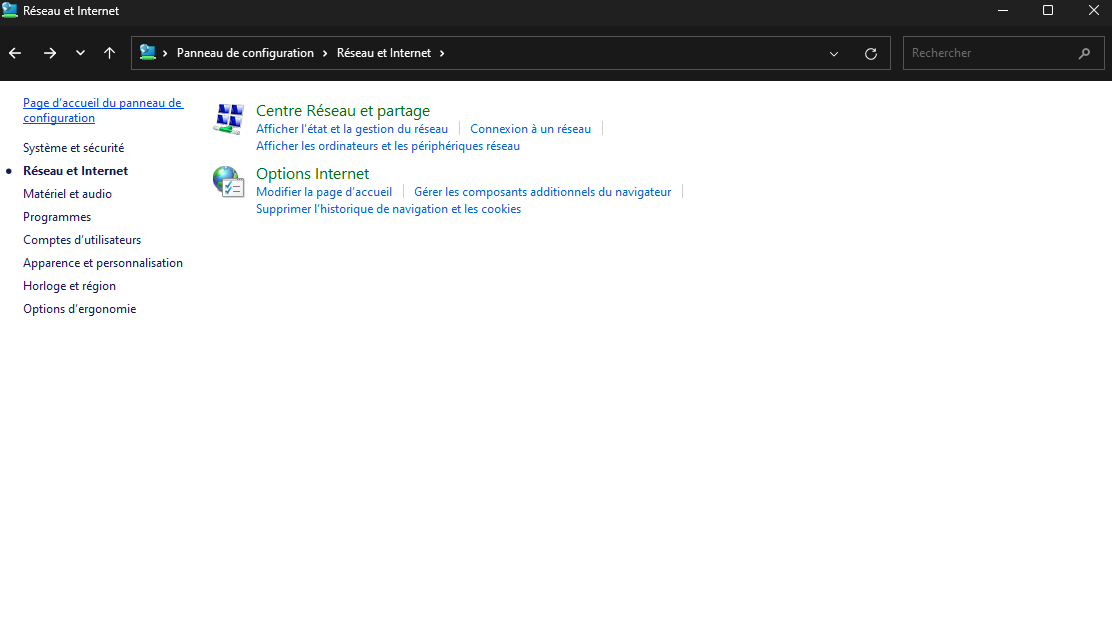 Réseau et Internet
Panneau de configuration
Réseau et Internet
Rechercher
Page d'accueil du panneau de
configuration
Système et sécurité
Réseau et Internet
Matériel et audio
Programmes
Comptes d'utilisateurs
Apparence et personnalisation
Horloge et région
Options d'ergonomie
Centre Réseau et partage
Afficher l'état et la gestion du réseau
Connexion à un réseau
Afficher les ordinateurs et les périphériques réseau
Options Internet
Modifier la page d'accueil
Gérer les composants additionnels du navigateur
Supprimer l'historique de navigation et les cookies